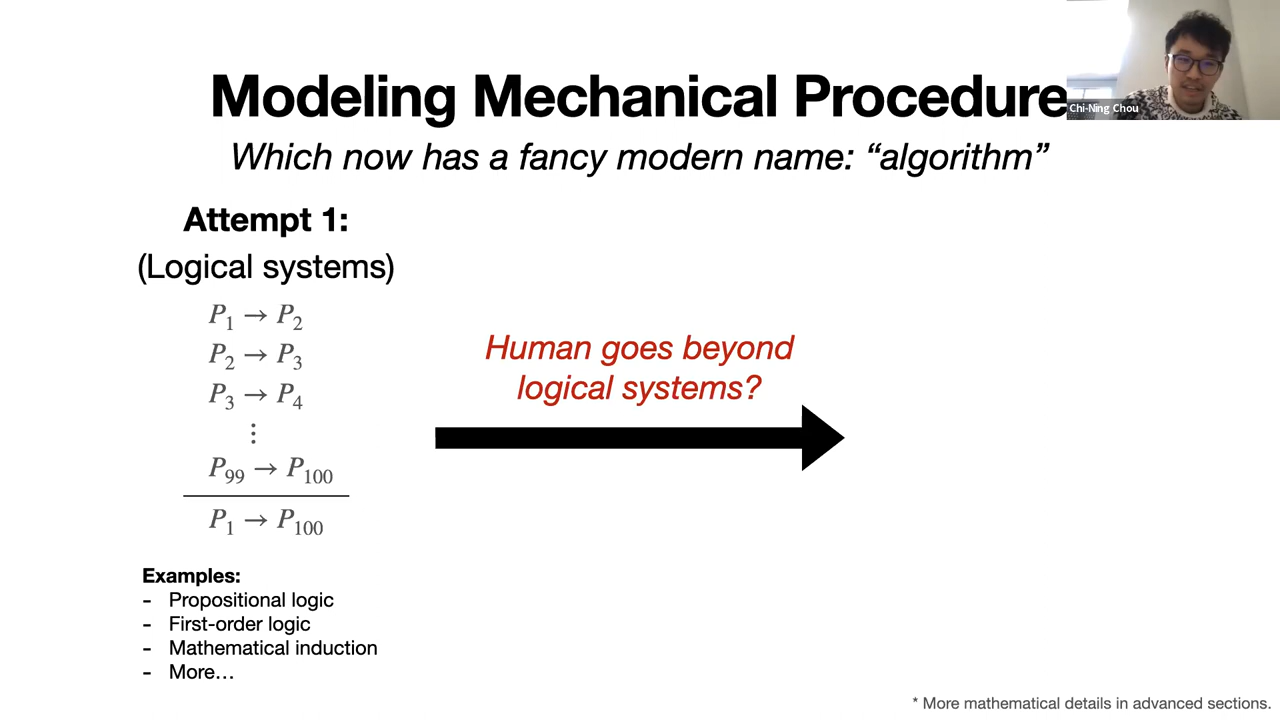 Modeling Mechanical Procedure
Chi-Ning Chou
Which now has a fancy modern name: “algorithm”
Attempt 1:
(Logical systems)
P₁ → P₂
P₂ → P₃
P₃ → P₄
⋮
P₉₉ → P₁₀₀
P₁ → P₁₀₀
Human goes beyond
logical systems?
Examples:
- Propositional logic
- First-order logic
- Mathematical induction
- More…
* More mathematical details in advanced sections.